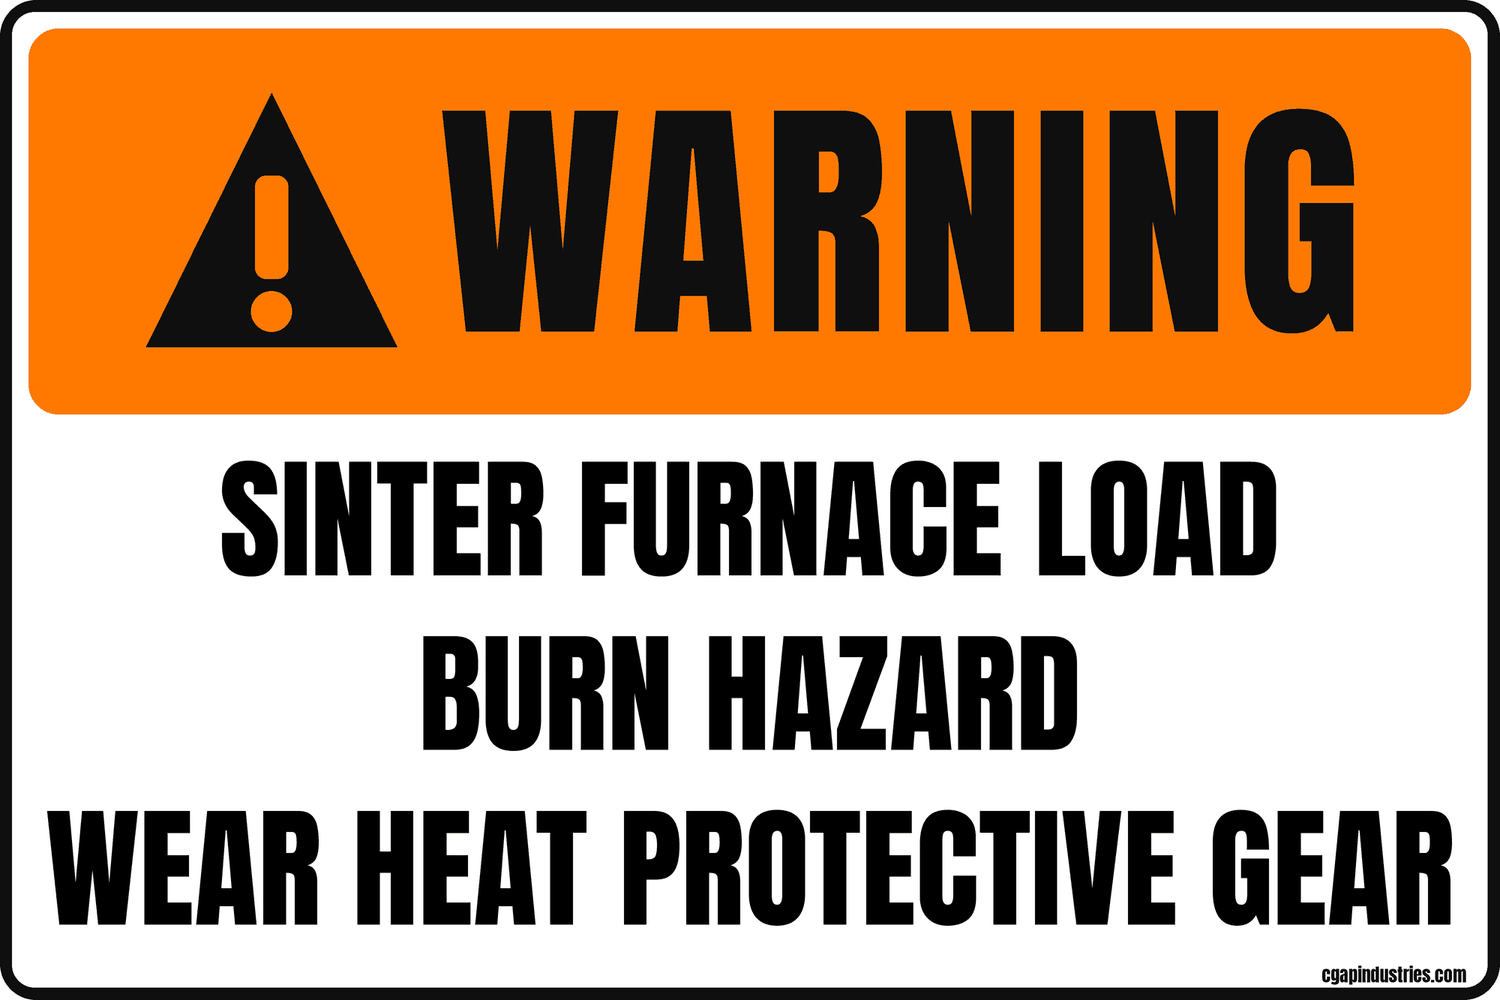 WARNING
SINTER FURNACE LOAD
BURN HAZARD
WEAR HEAT PROTECTIVE GEAR
cgapindustries.com